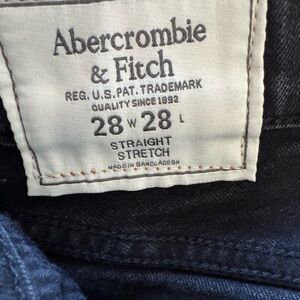 Abercrombie
& Fitch
REG. U.S. PAT. TRADEMARK
QUALITY SINCE 1892
28 W 28 L
STRAIGHT
STRETCH
MADE IN BANGLADESH